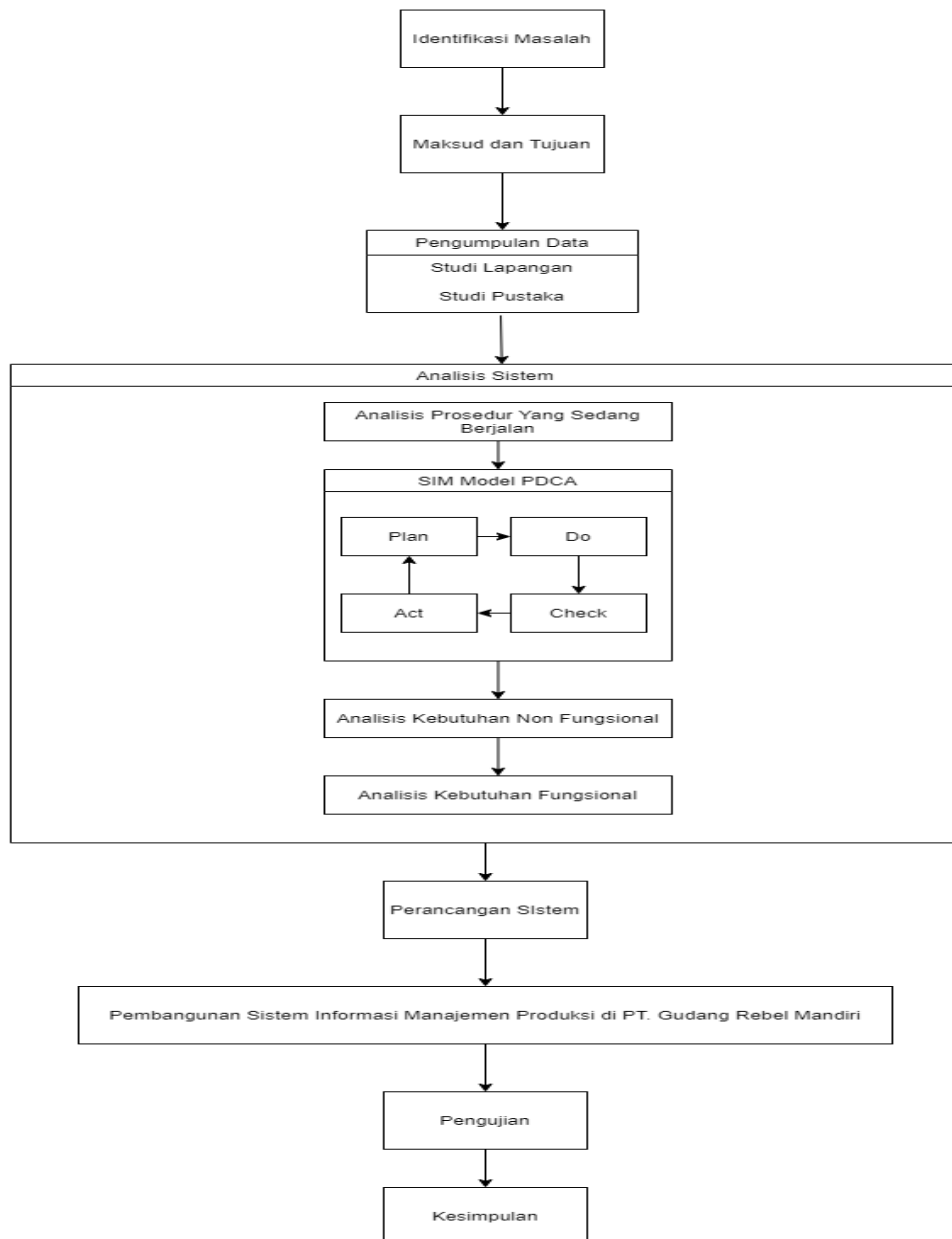 Identifikasi Masalah
Maksud dan Tujuan
Pengumpulan Data
Studi Lapangan
Studi Pustaka
Analisis Sistem
Analisis Prosedur Yang Sedang
Berjalan
SIM Model PDCA
Plan
Do
Act
Check
Analisis Kebutuhan Non Fungsional
Analisis Kebutuhan Fungsional
Perancangan SIstem
Pembangunan Sistem Informasi Manajemen Produksi di PT. Gudang Rebel Mandiri
Pengujian
Kesimpulan